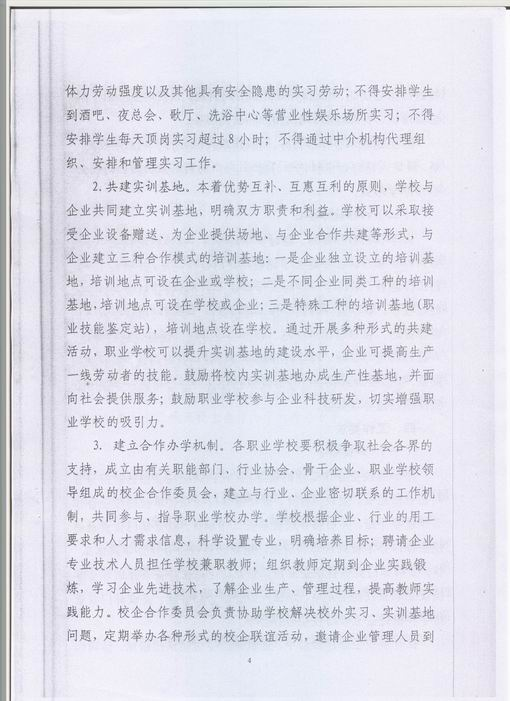 体力劳动强度以及其他具有安全隐患的实习劳动；不得安排学生
到酒吧、夜总会、歌厅、洗浴中心等营业性娱乐场所实习；不得
安排学生每天顶岗实习超过8小时；不得通过中介机构代理组
织、安排和管理实习工作。
2.共建实训基地。本着优势互补、互惠互利的原则，学校与
企业共同建立实训基地，明确双方职责和利益。学校可以采取接
受企业设备赠送、为企业提供场地、与企业合作共建等形式，与
企业建立三种合作模式的培训基地：一是企业独立设立的培训基
地，培训地点可设在企业或学校；二是不同企业同类工种的培训
基地，培训地点可设在学校或企业；三是特殊工种的培训基地（职
业技能鉴定站），培训地点设在学校。通过开展多种形式的共建
活动，职业学校可以提升实训基地的建设水平，企业可提高生产
一线劳动者的技能。鼓励将校内实训基地办成生产性基地，并面
向社会提供服务；鼓励职业学校参与企业科技研发，切实增强职
业学校的吸引力。
3. 建立合作办学机制。各职业学校要积极争取社会各界的
支持，成立由有关职能部门、行业协会、骨干企业、职业学校领
导组成的校企合作委员会，建立与行业、企业密切联系的工作机
制，共同参与、指导职业学校办学。学校根据企业、行业的用工
要求和人才需求信息，科学设置专业，明确培养目标；聘请企业
专业技术人员担任学校兼职教师；组织教师定期到企业实践锻
炼，学习企业先进技术，了解企业生产、管理过程，提高教师实
践能力。校企合作委员会负责协助学校解决校外实习、实训基地
问题，定期举办各种形式的校企联谊活动，邀请企业管理人员到
4